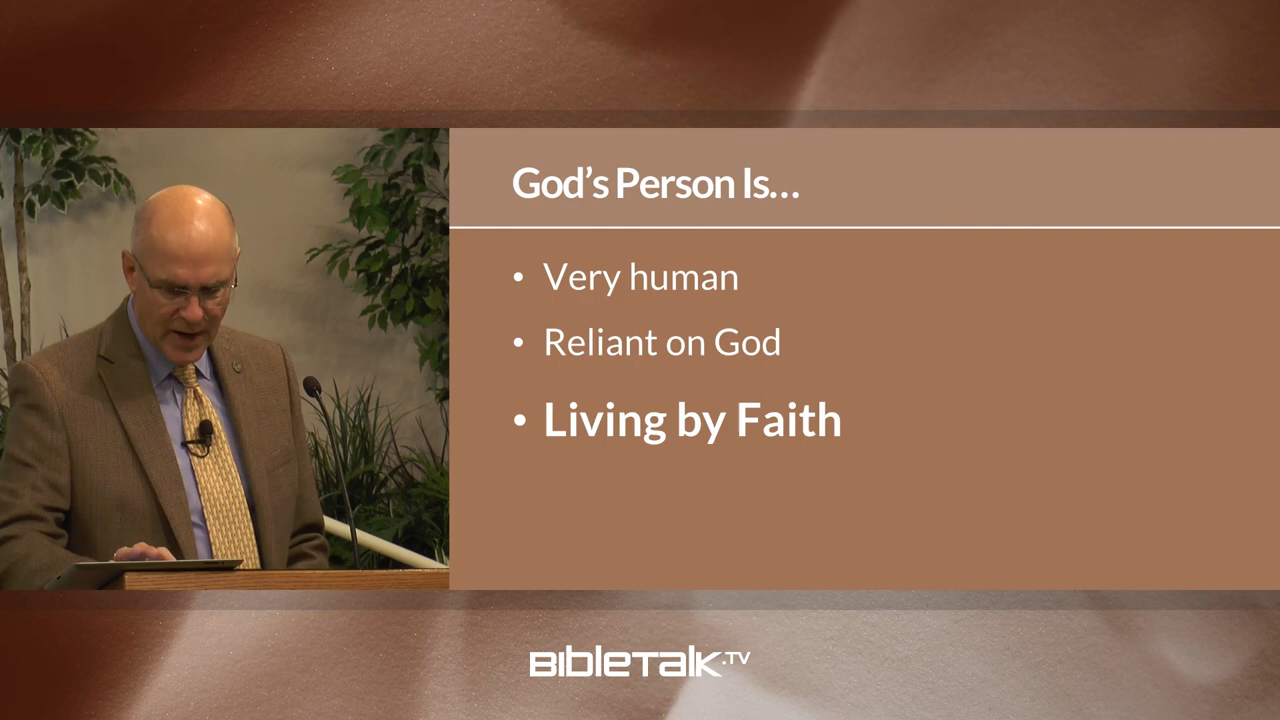 God's Person Is...
• Very human
• Reliant on God
• Living by Faith
BibleTalk.TV